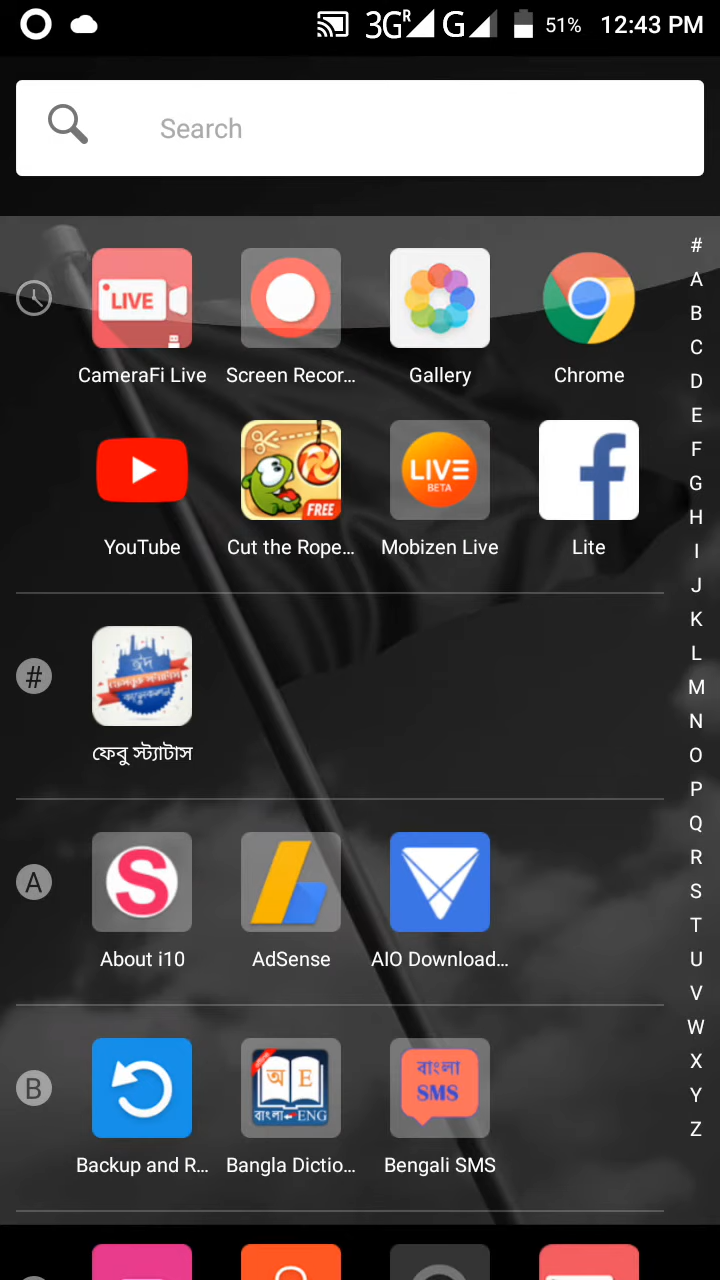 3G R G 51% 12:43 PM
Search
LIVE
CameraFi Live Screen Recor... Gallery Chrome
FREE
LIVE
BETA
YouTube Cut the Rope... Mobizen Live Lite
#
ঈদ
ফেবু স্ট্যাটাস
A
S
About i10 AdSense AIO Download...
B
অ E
বাংলা ENG
বাংলা
SMS
Backup and R... Bangla Dictio... Bengali SMS
#
A
B
C
D
E
F
G
H
I
J
K
L
M
N
O
P
Q
R
S
T
U
V
W
X
Y
Z